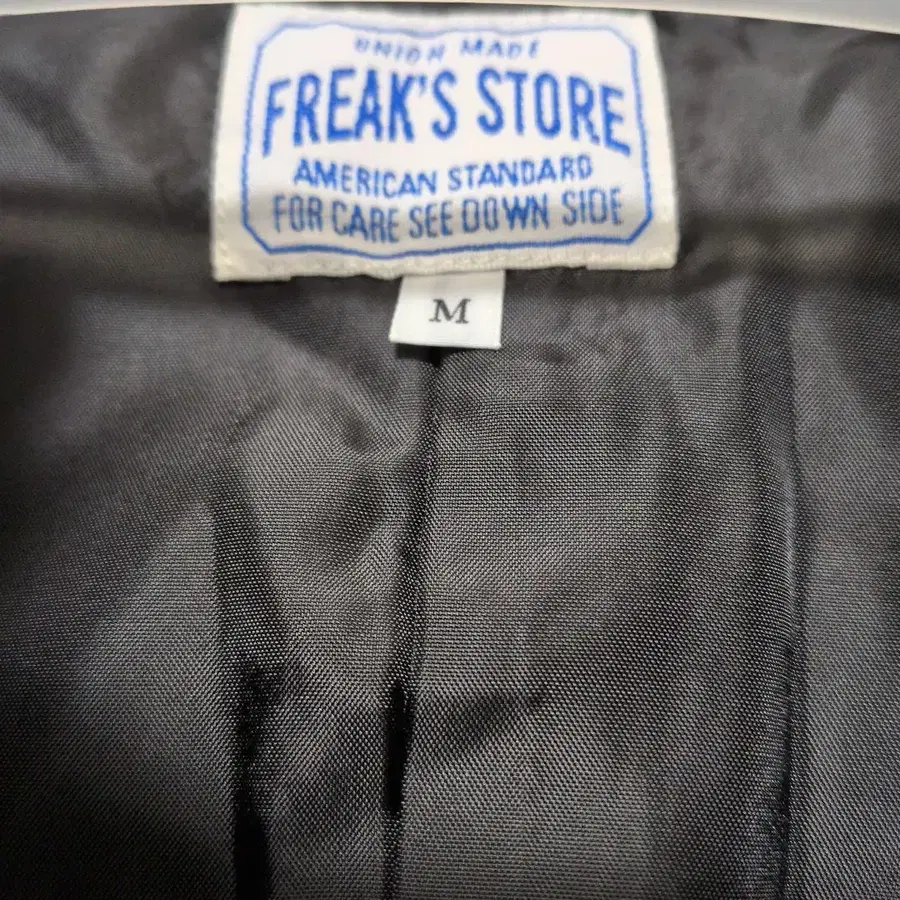 UNION MADE
FREAK'S STORE
AMERICAN STANDARD
FOR CARE SEE DOWN SIDE
M